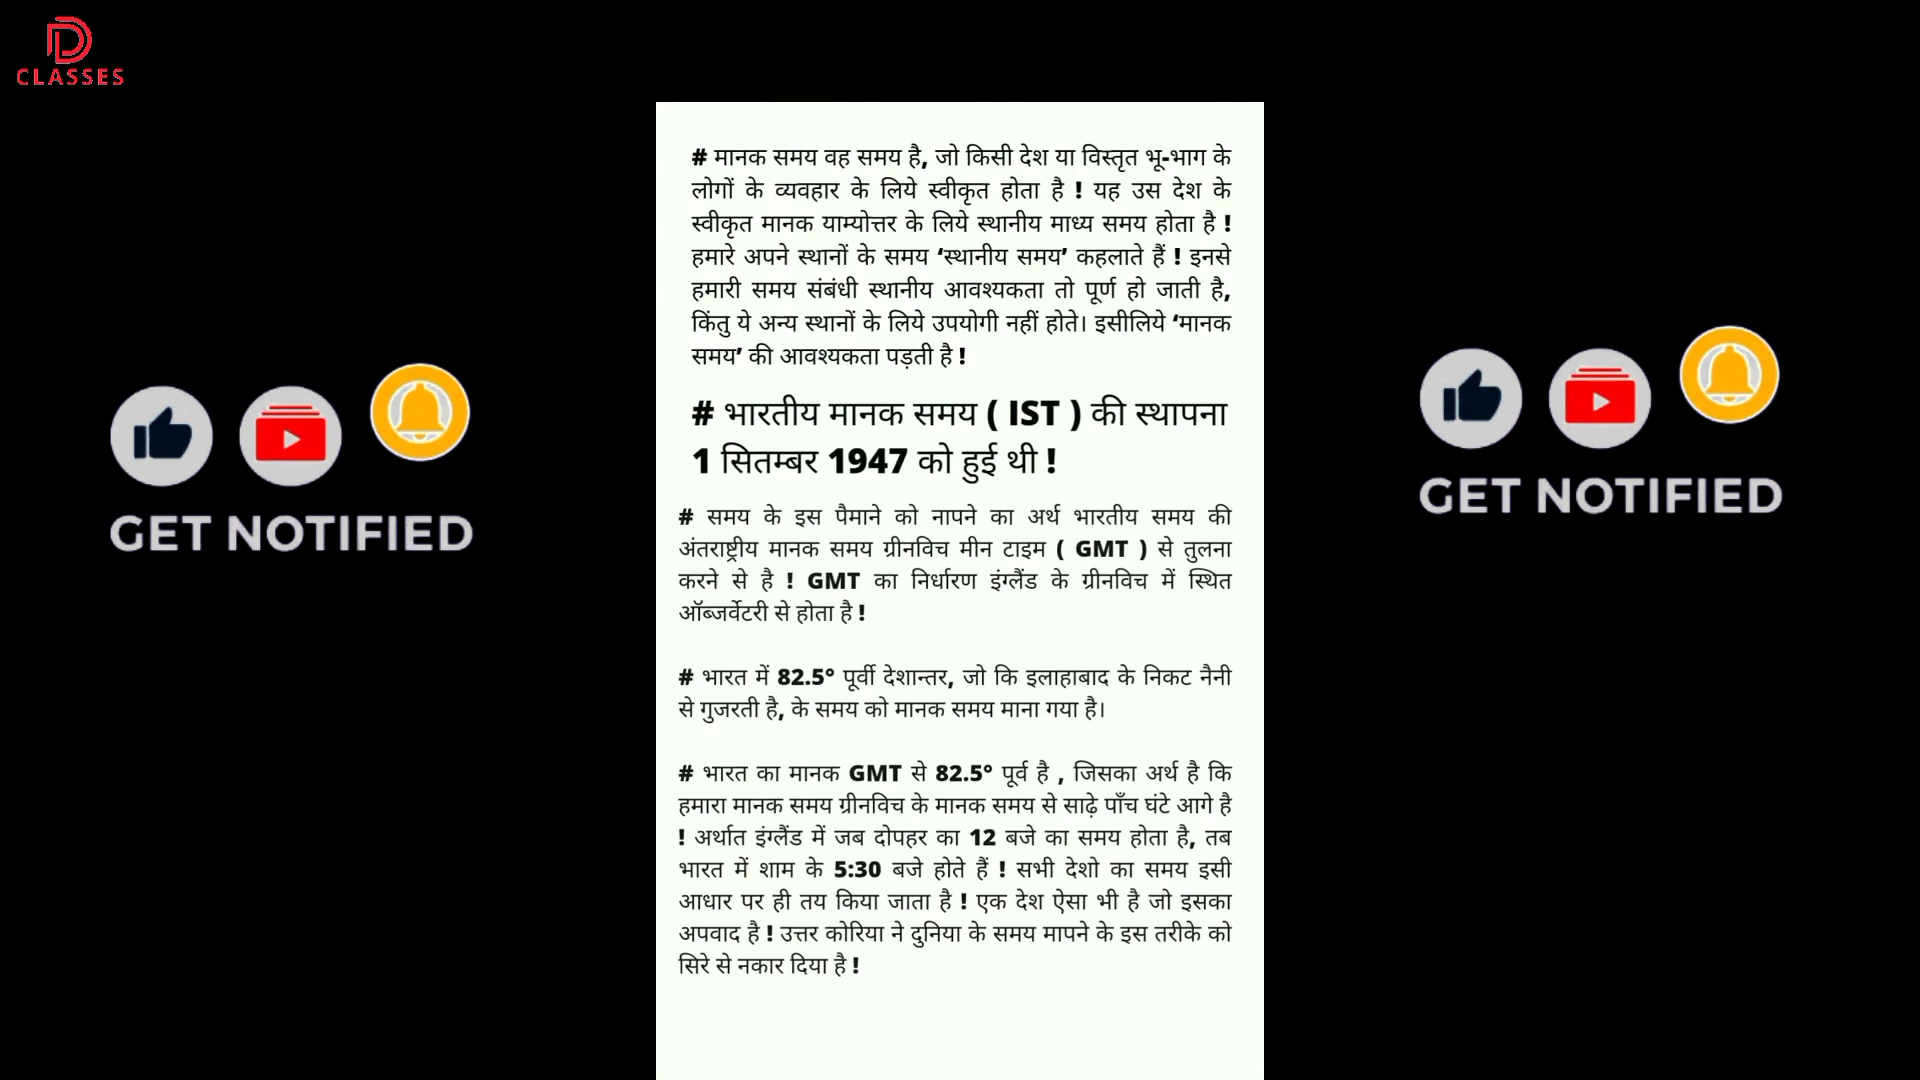 D
CLASSES
# मानक समय वह समय है, जो किसी देश या विस्तृत भू-भाग के
लोगों के व्यवहार के लिये स्वीकृत होता है ! यह उस देश के
स्वीकृत मानक याम्योत्तर के लिये स्थानीय माध्य समय होता है !
हमारे अपने स्थानों के समय ‘स्थानीय समय’ कहलाते हैं ! इनसे
हमारी समय संबंधी स्थानीय आवश्यकता तो पूर्ण हो जाती है,
किंतु ये अन्य स्थानों के लिये उपयोगी नहीं होते। इसीलिये ‘मानक
समय’ की आवश्यकता पड़ती है !
# भारतीय मानक समय ( IST ) की स्थापना
1 सितम्बर 1947 को हुई थी !
# समय के इस पैमाने को नापने का अर्थ भारतीय समय की
अंतराष्ट्रीय मानक समय ग्रीनविच मीन टाइम ( GMT ) से तुलना
करने से है ! GMT का निर्धारण इंग्लैंड के ग्रीनविच में स्थित
ऑब्जर्वेटरी से होता है !
# भारत में 82.5° पूर्वी देशान्तर, जो कि इलाहाबाद के निकट नैनी
से गुजरती है, के समय को मानक समय माना गया है।
# भारत का मानक GMT से 82.5° पूर्व है , जिसका अर्थ है कि
हमारा मानक समय ग्रीनविच के मानक समय से साढ़े पाँच घंटे आगे है
! अर्थात इंग्लैंड में जब दोपहर का 12 बजे का समय होता है, तब
भारत में शाम के 5:30 बजे होते हैं ! सभी देशो का समय इसी
आधार पर ही तय किया जाता है ! एक देश ऐसा भी है जो इसका
अपवाद है ! उत्तर कोरिया ने दुनिया के समय मापने के इस तरीके को
सिरे से नकार दिया है !
GET NOTIFIED
GET NOTIFIED